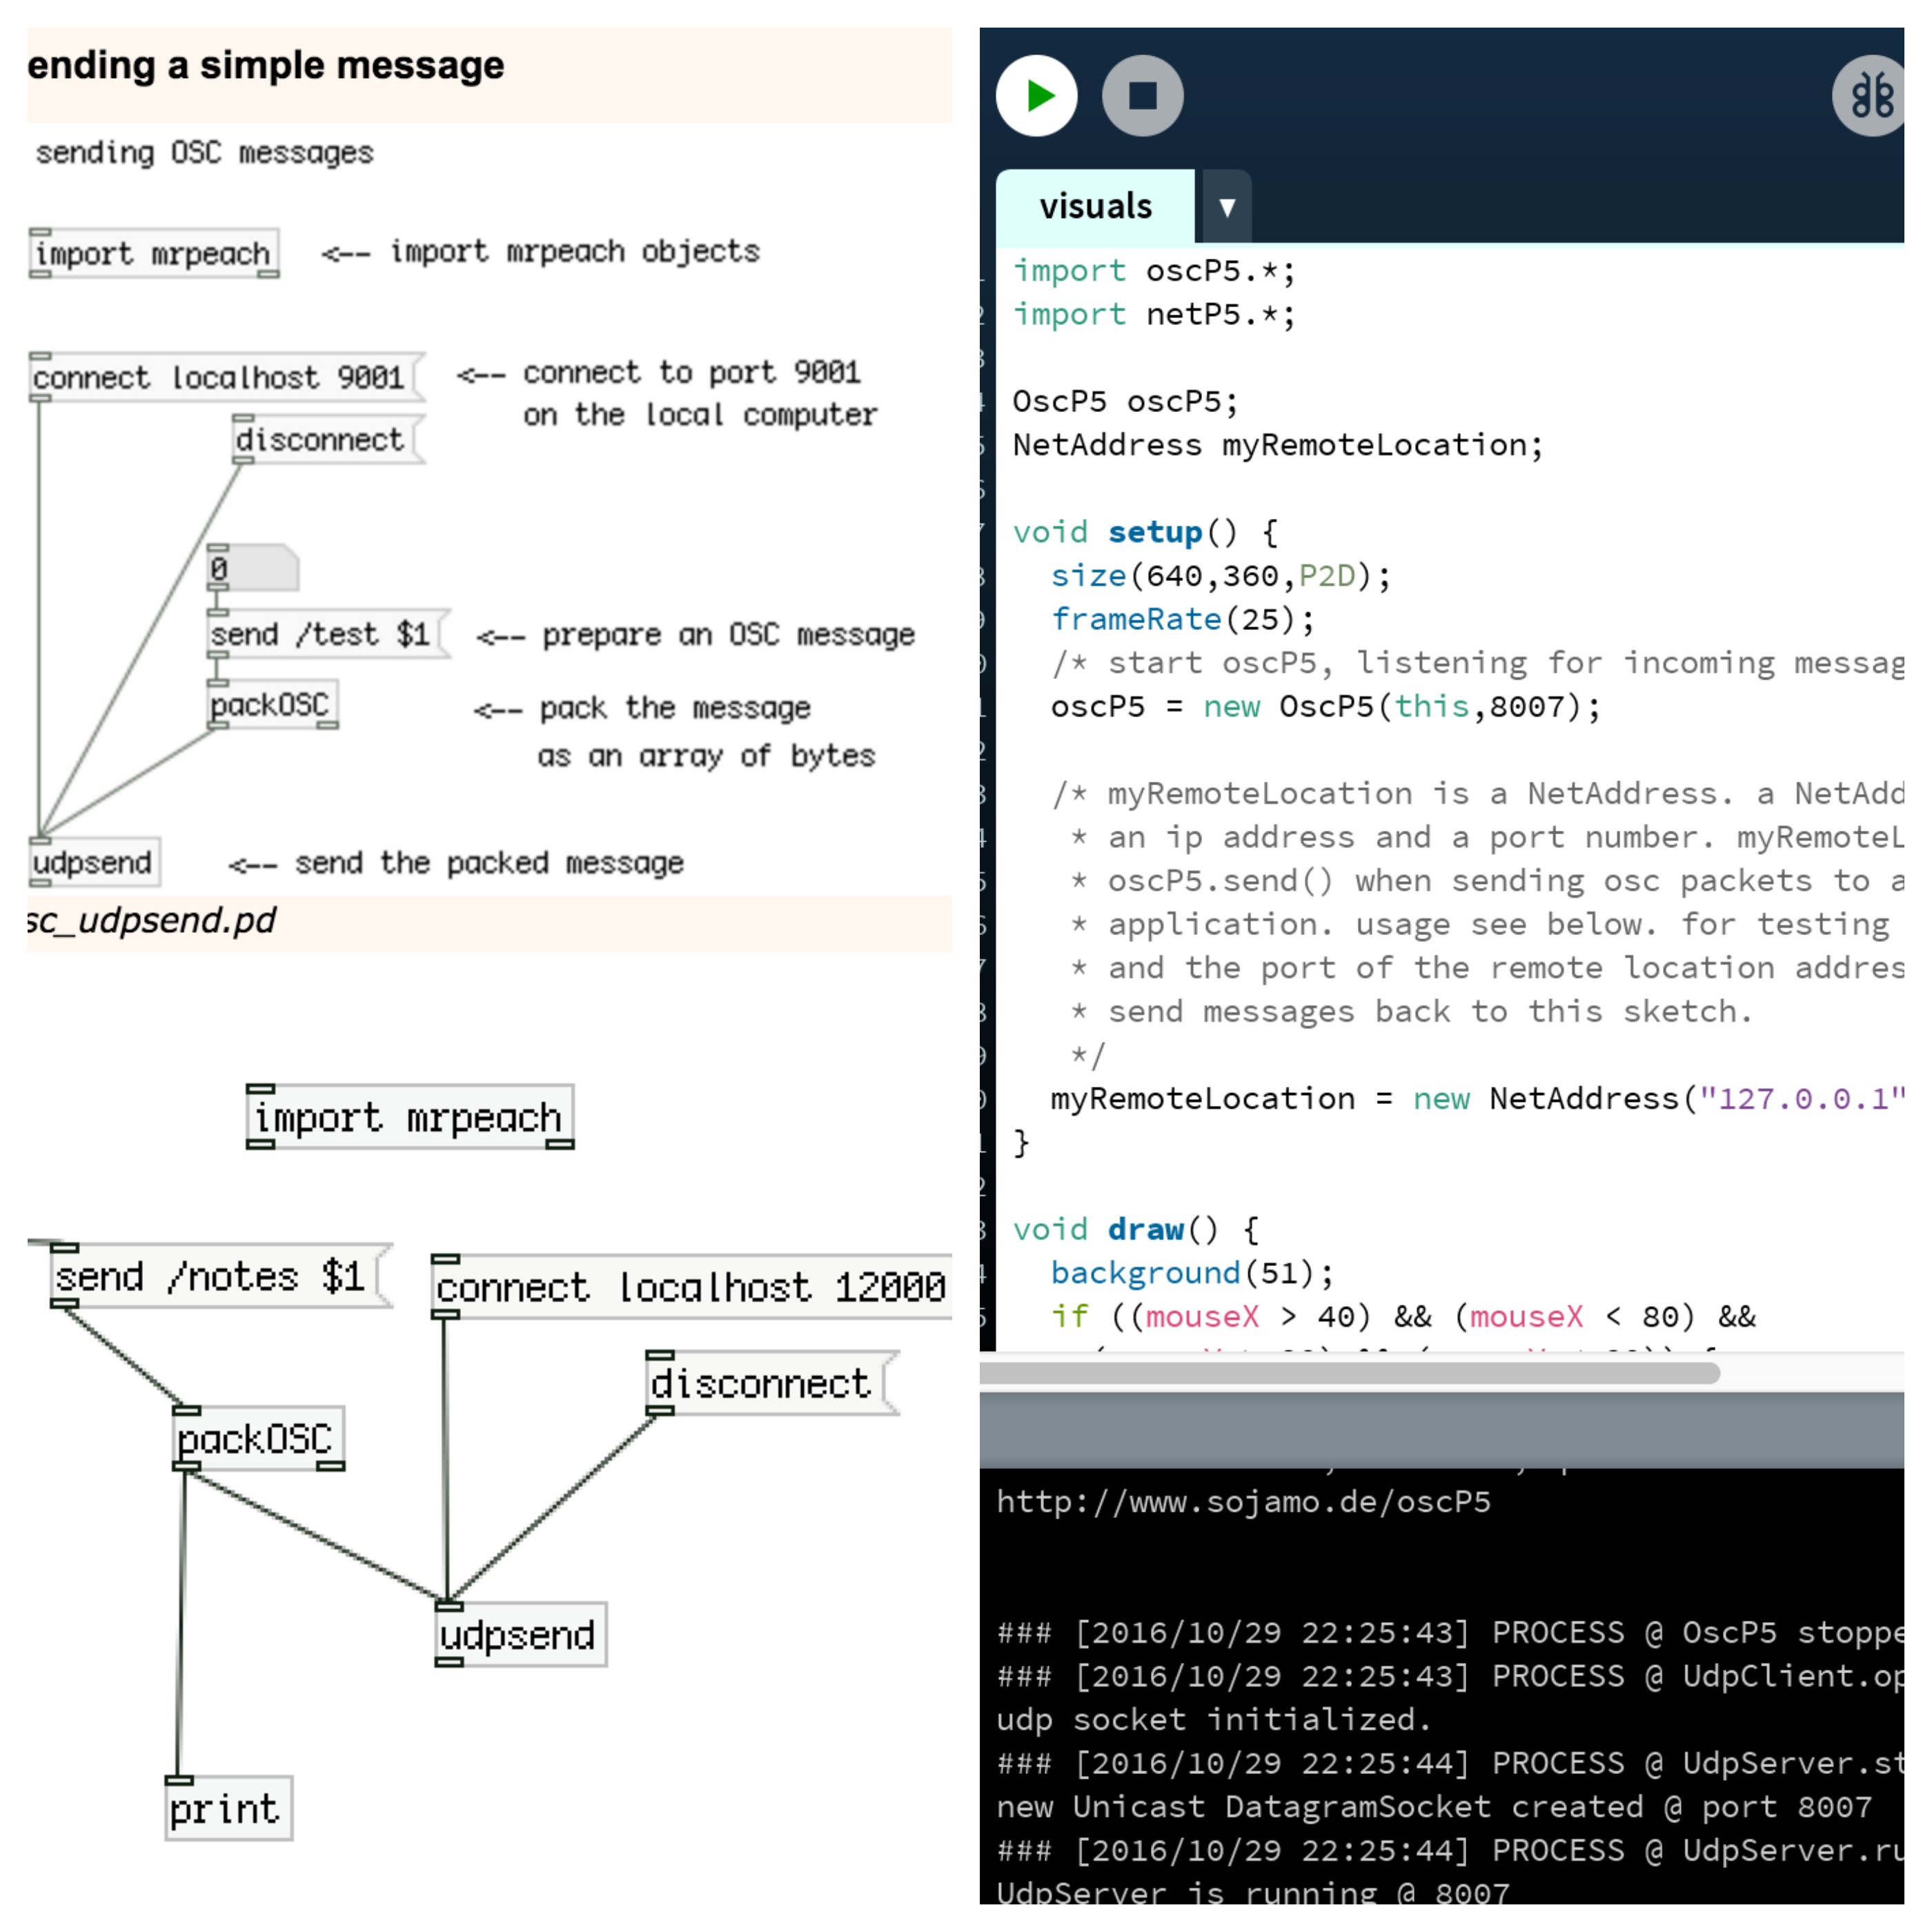 ending a simple message
sending OSC messages
import mrpeach <-- import mrpeach objects
connect localhost 9001 <-- connect to port 9001
on the local computer
disconnect
0
send /test $1 <-- prepare an OSC message
packOSC <-- pack the message
as an array of bytes
udpsend <-- send the packed message
sc_udpsend.pd
import mrpeach
send /notes $1
connect localhost 12000
disconnect
packOSC
udpsend
print
visuals
import oscP5.*;
import netP5.*;
OscP5 oscP5;
NetAddress myRemoteLocation;
void setup() {
size(640,360,P2D);
frameRate(25);
/* start oscP5, listening for incoming messag
oscP5 = new OscP5(this,8007);
/* myRemoteLocation is a NetAddress. a NetAdd
* an ip address and a port number. myRemoteL
* oscP5.send() when sending osc packets to a
* application. usage see below. for testing
* and the port of the remote location addres
* send messages back to this sketch.
*/
myRemoteLocation = new NetAddress("127.0.0.1"
}
void draw() {
background(51);
if ((mouseX > 40) && (mouseX < 80) &&
http://www.sojamo.de/oscP5
### [2016/10/29 22:25:43] PROCESS @ OscP5 stoppe
### [2016/10/29 22:25:43] PROCESS @ UdpClient.op
udp socket initialized.
### [2016/10/29 22:25:44] PROCESS @ UdpServer.st
new Unicast DatagramSocket created @ port 8007
### [2016/10/29 22:25:44] PROCESS @ UdpServer.ru
UdpServer is running @ 8007